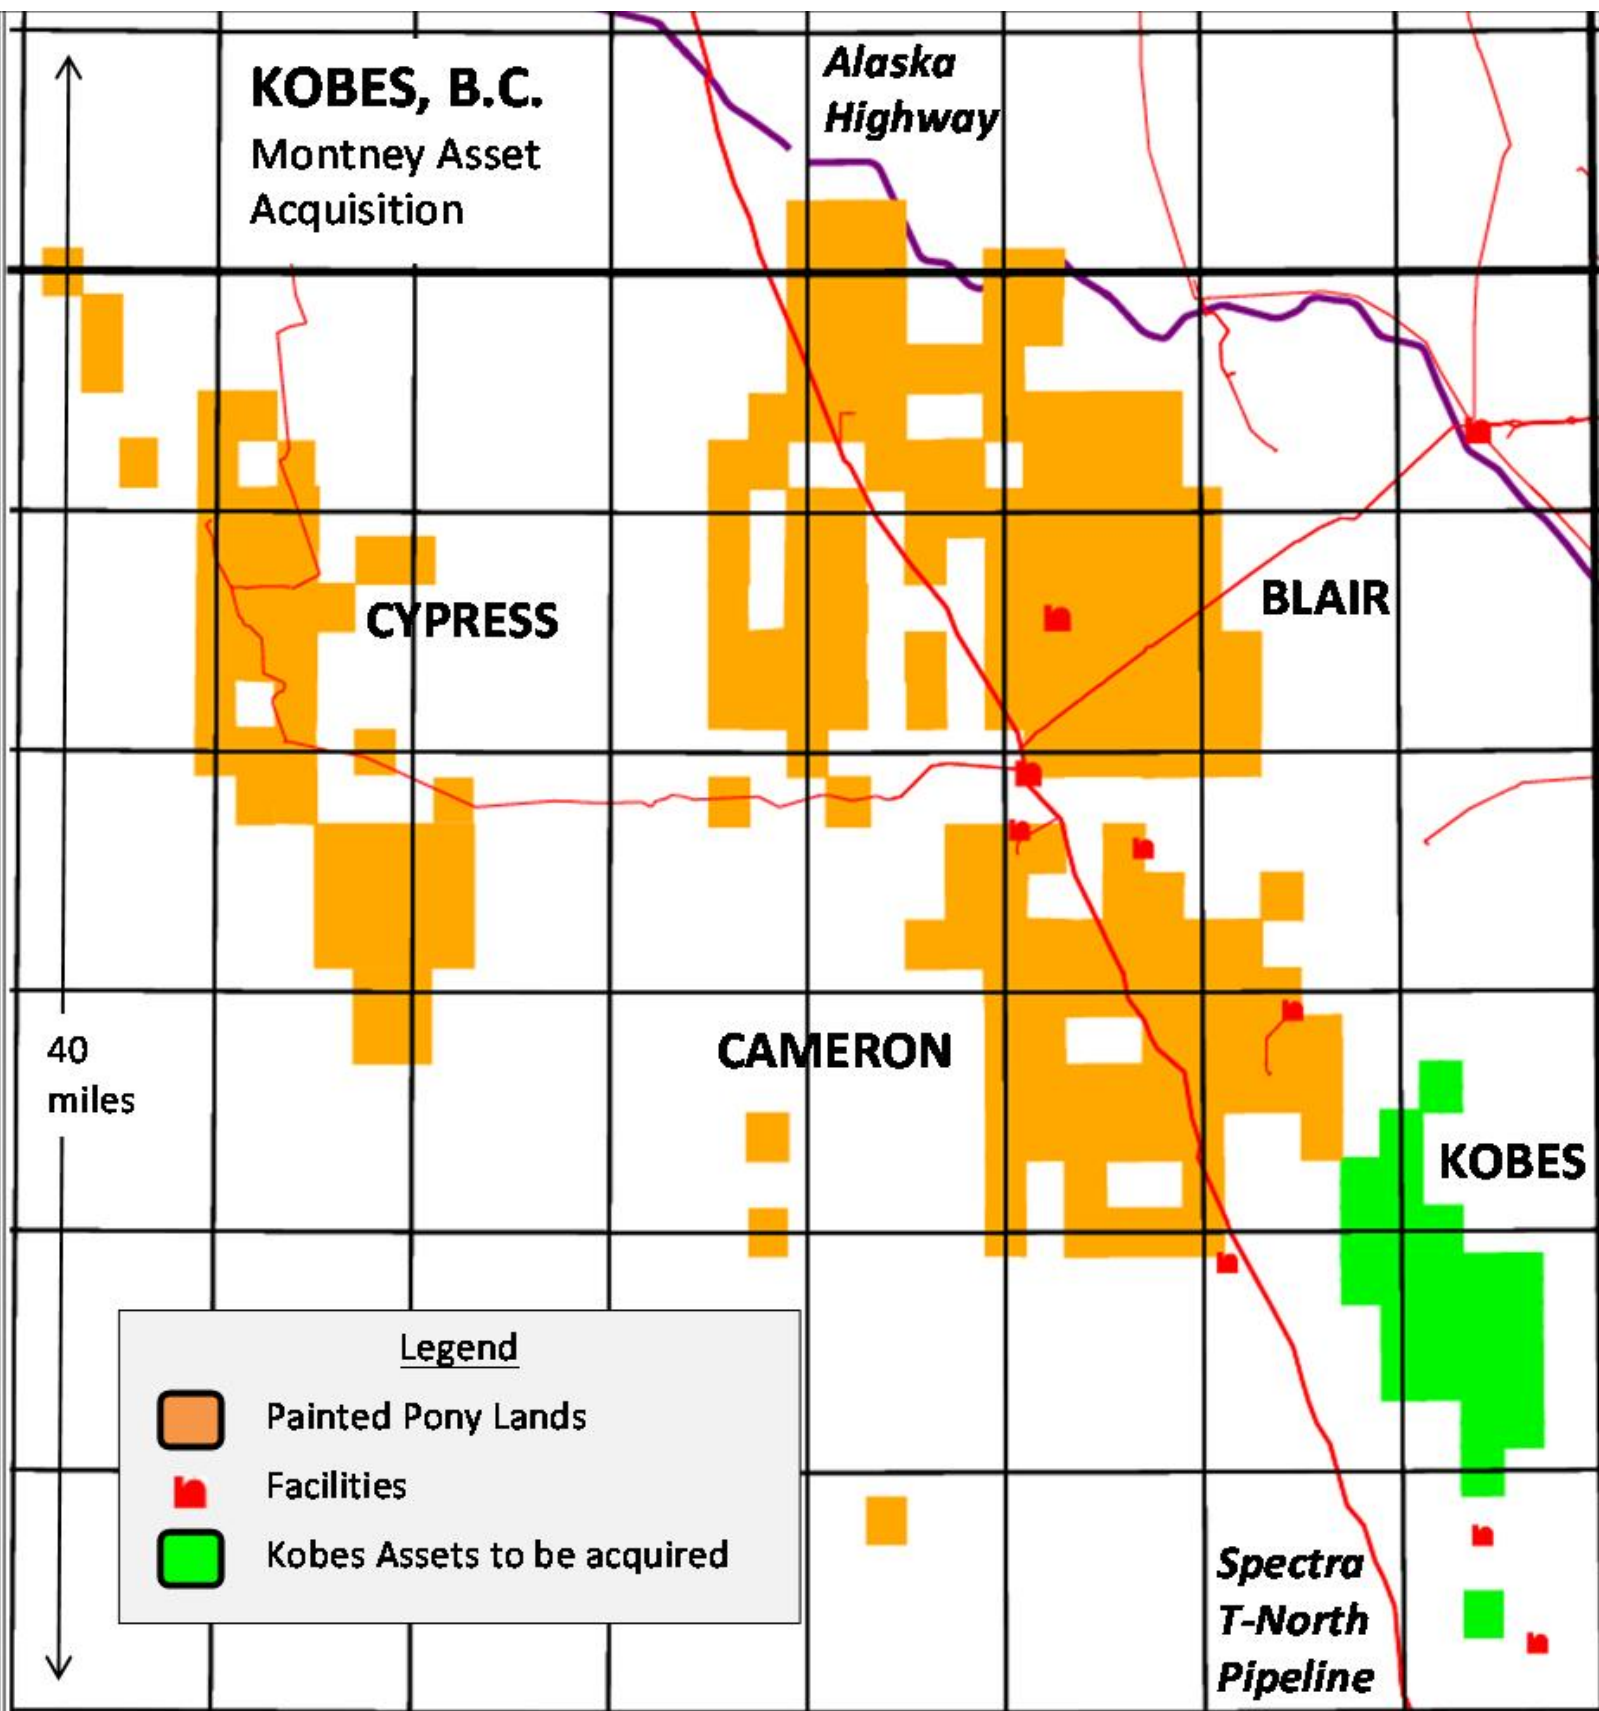 KOBES, B.C.
Montney Asset
Acquisition
Alaska
Highway
CYPRESS
BLAIR
CAMERON
40
miles
KOBES
Legend
Painted Pony Lands
Facilities
Kobes Assets to be acquired
Spectra
T-North
Pipeline